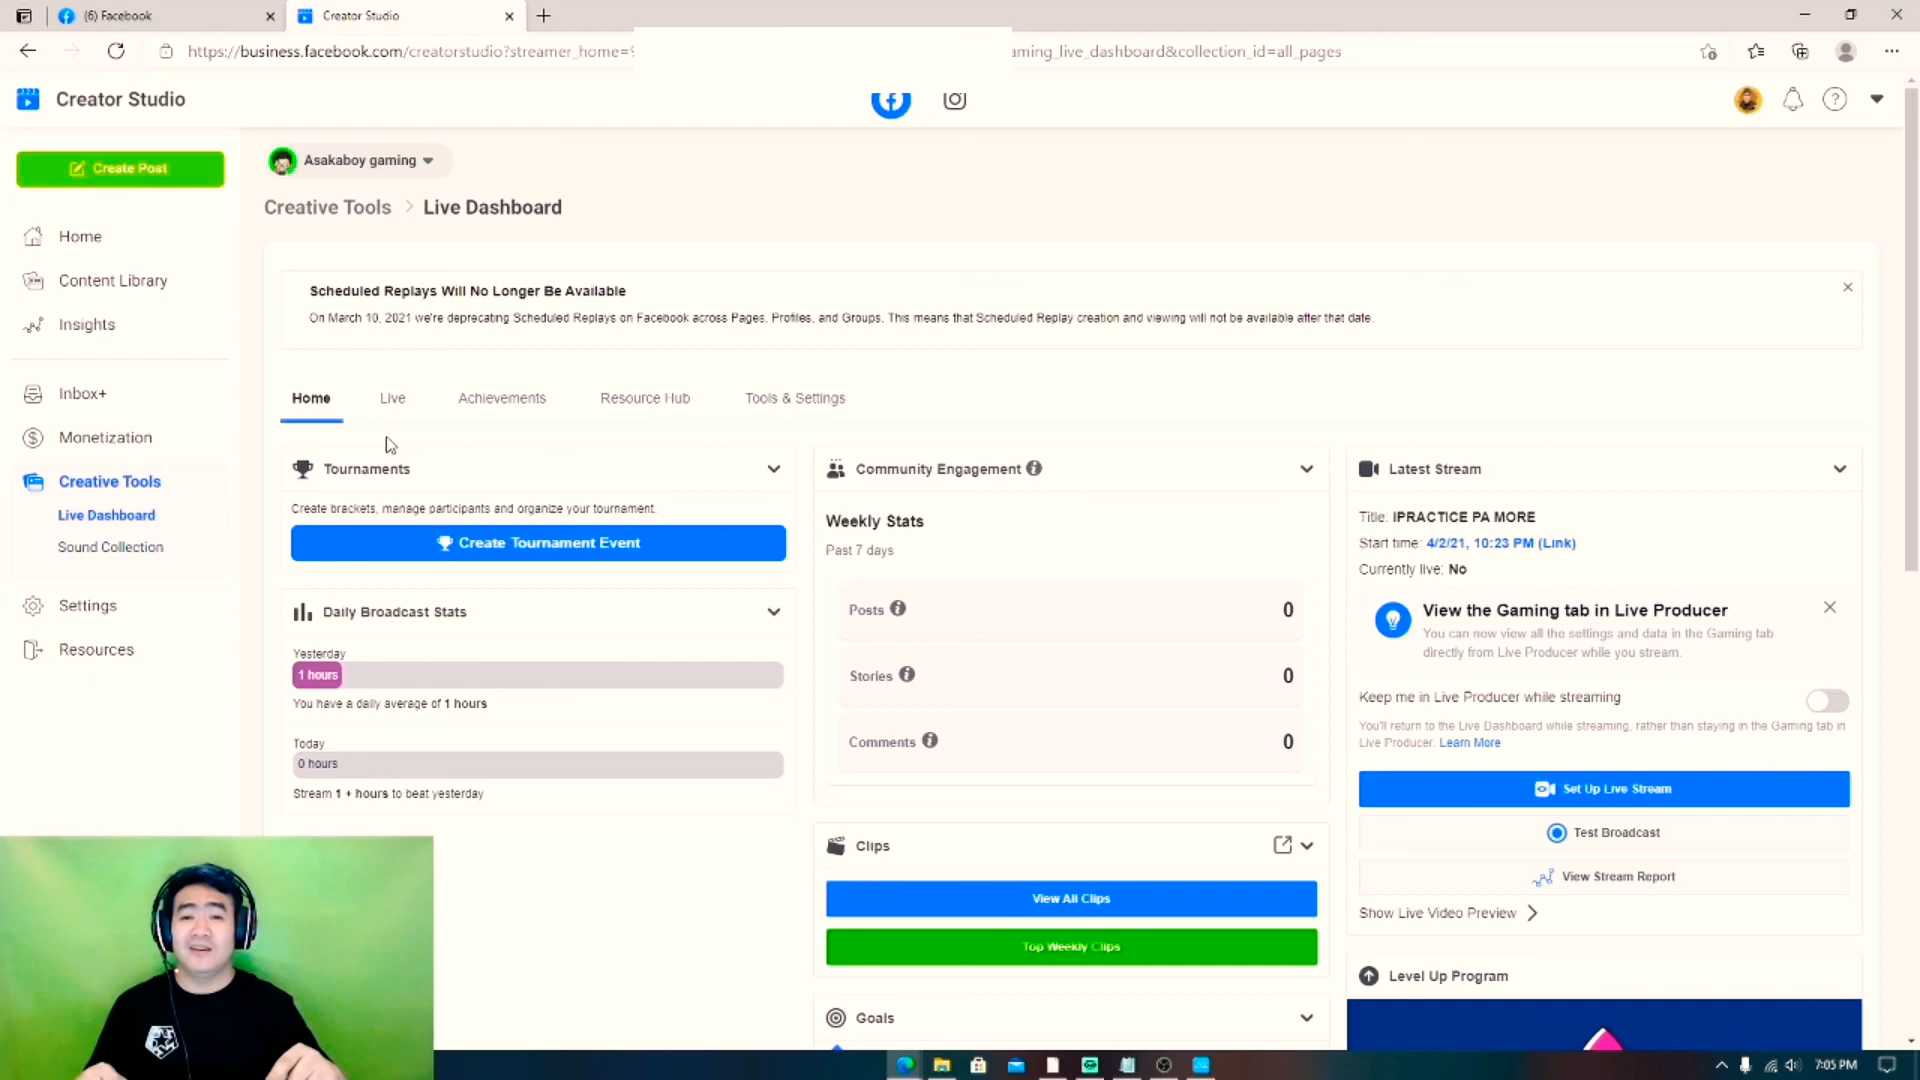 (6) Facebook
Creator Studio
https://business.facebook.com/creatorstudio?streamer_home=
aming_live_dashboard&collection_id=all_pages
Creator Studio
Create Post
Home
Content Library
Insights
Inbox+
Monetization
Creative Tools
Live Dashboard
Sound Collection
Settings
Resources
Asakaboy gaming
Creative Tools > Live Dashboard
Scheduled Replays Will No Longer Be Available
On March 10, 2021 we're deprecating Scheduled Replays on Facebook across Pages, Profiles, and Groups. This means that Scheduled Replay creation and viewing will not be available after that date.
Home Live Achievements Resource Hub Tools & Settings
Tournaments
Create brackets, manage participants and organize your tournament.
Create Tournament Event
Daily Broadcast Stats
Yesterday
1 hours
You have a daily average of 1 hours
Today
0 hours
Stream 1 + hours to beat yesterday
Community Engagement
Weekly Stats
Past 7 days
Posts 0
Stories 0
Comments 0
Clips
View All Clips
Top Weekly Clips
Goals
Latest Stream
Title: IPRACTICE PA MORE
Start time: 4/2/21, 10:23 PM (Link)
Currently live: No
View the Gaming tab in Live Producer
You can now view all the settings and data in the Gaming tab
directly from Live Producer while you stream.
Keep me in Live Producer while streaming
You'll return to the Live Dashboard while streaming, rather than staying in the Gaming tab in
Live Producer. Learn More
Set Up Live Stream
Test Broadcast
View Stream Report
Show Live Video Preview
Level Up Program
7:05 PM